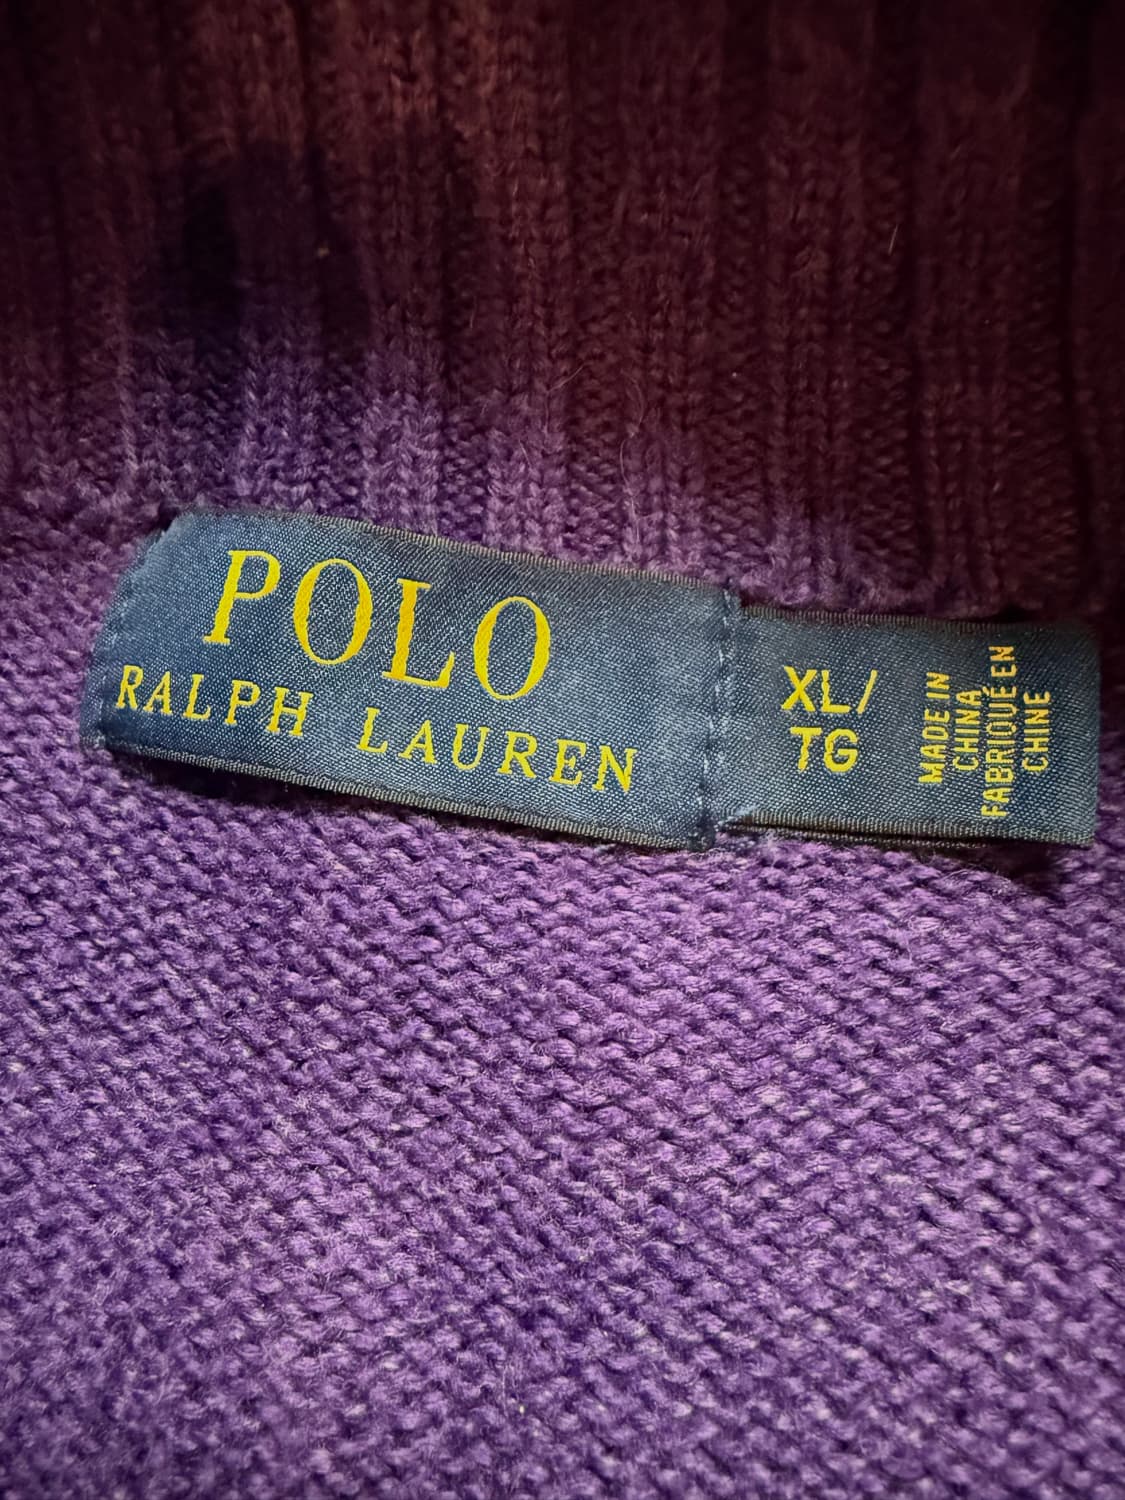 POLO
RALPH LAUREN
XL/
TG
MADE IN
CHINA
FABRIQUÉ EN
CHINE